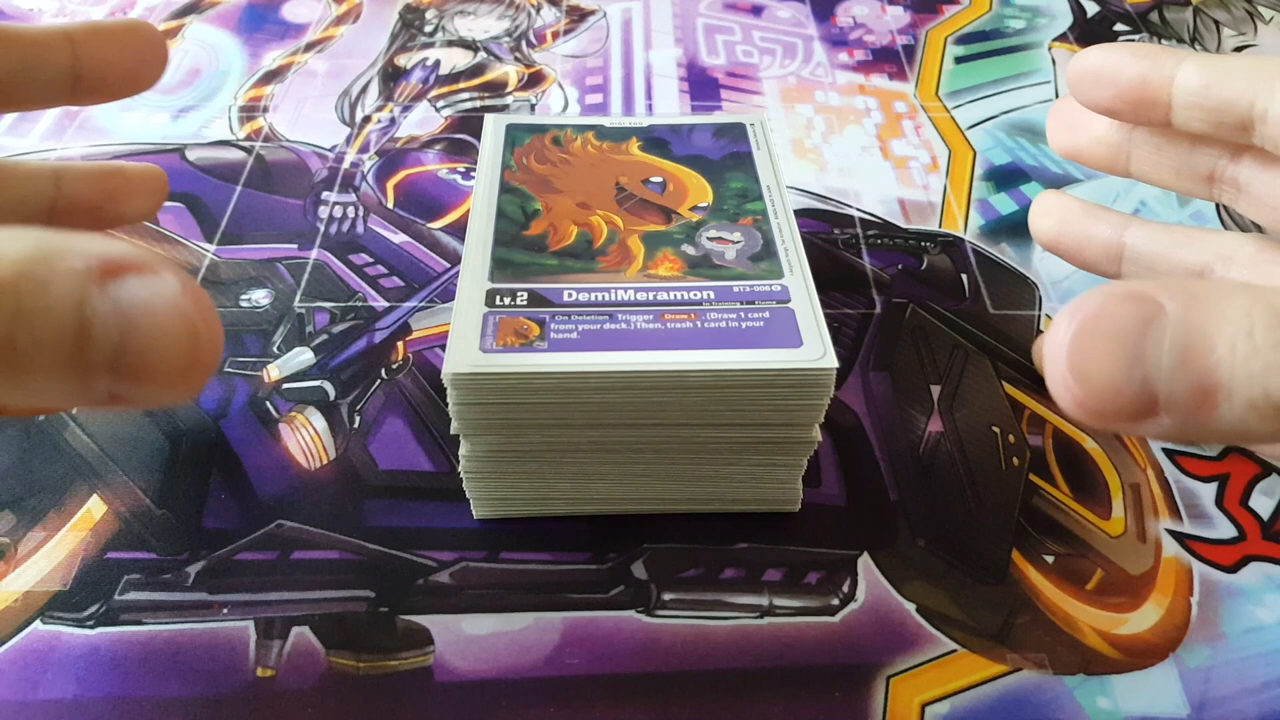 DIGI-EGG
Lv.2 DemiMeramon BT3-006 U
In-Training | Flame
On Deletion Trigger Draw 1 . (Draw 1 card
from your deck.) Then, trash 1 card in your
hand.